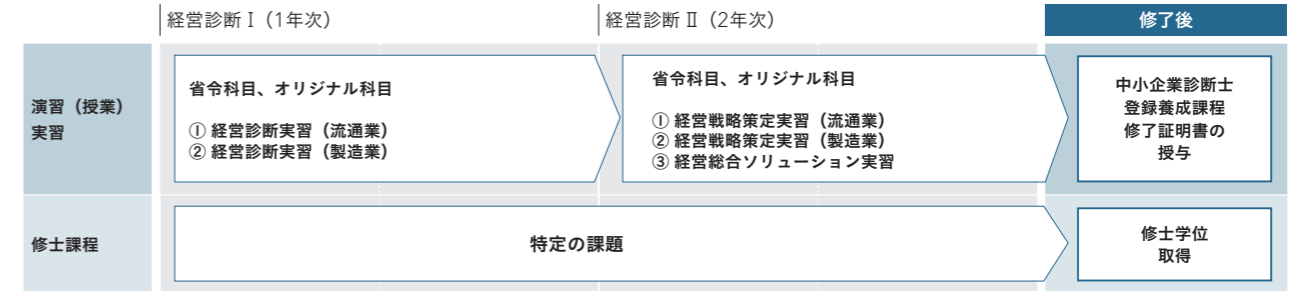 経営診断Ⅰ（1年次）
経営診断Ⅱ（2年次）
修了後
演習（授業）
実習
省令科目、オリジナル科目
① 経営診断実習（流通業）
② 経営診断実習（製造業）
省令科目、オリジナル科目
① 経営戦略策定実習（流通業）
② 経営戦略策定実習（製造業）
③ 経営総合ソリューション実習
中小企業診断士
登録養成課程
修了証明書の
授与
修士課程
特定の課題
修士学位
取得